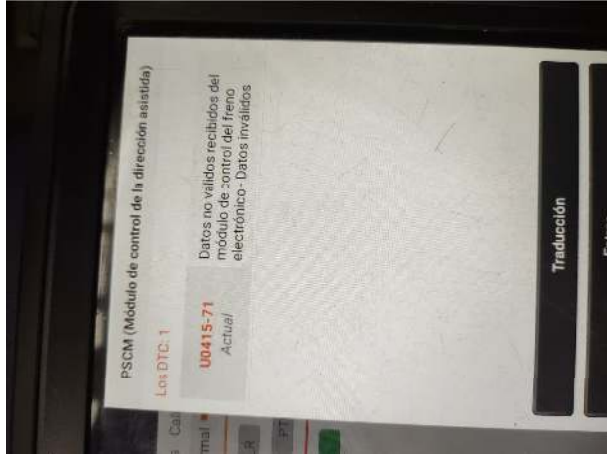 PSCM (Módulo de control de la dirección asistida)
Los DTC: 1
U0415-71
Actual
Datos no válidos recibidos del
módulo de control del freno
electrónico- Datos inválidos
Traducción